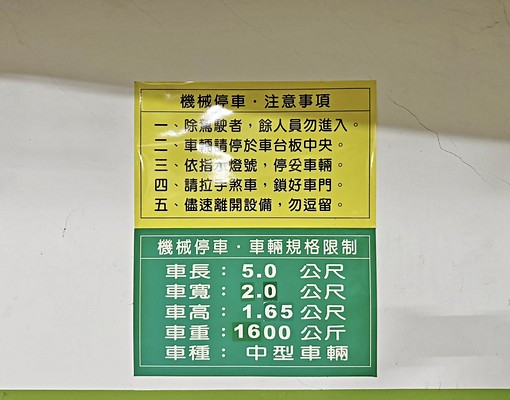 機械停車・注意事項
一、除駕駛者，餘人員勿進入。
二、車輛請停於車台板中央。
三、依指示燈號，停妥車輛。
四、請拉手煞車，鎖好車門。
五、儘速離開設備，勿逗留。
機械停車・車輛規格限制
車長：5.0 公尺
車寬：2.0 公尺
車高：1.65 公尺
車重：1600 公斤
車種：中型車輛